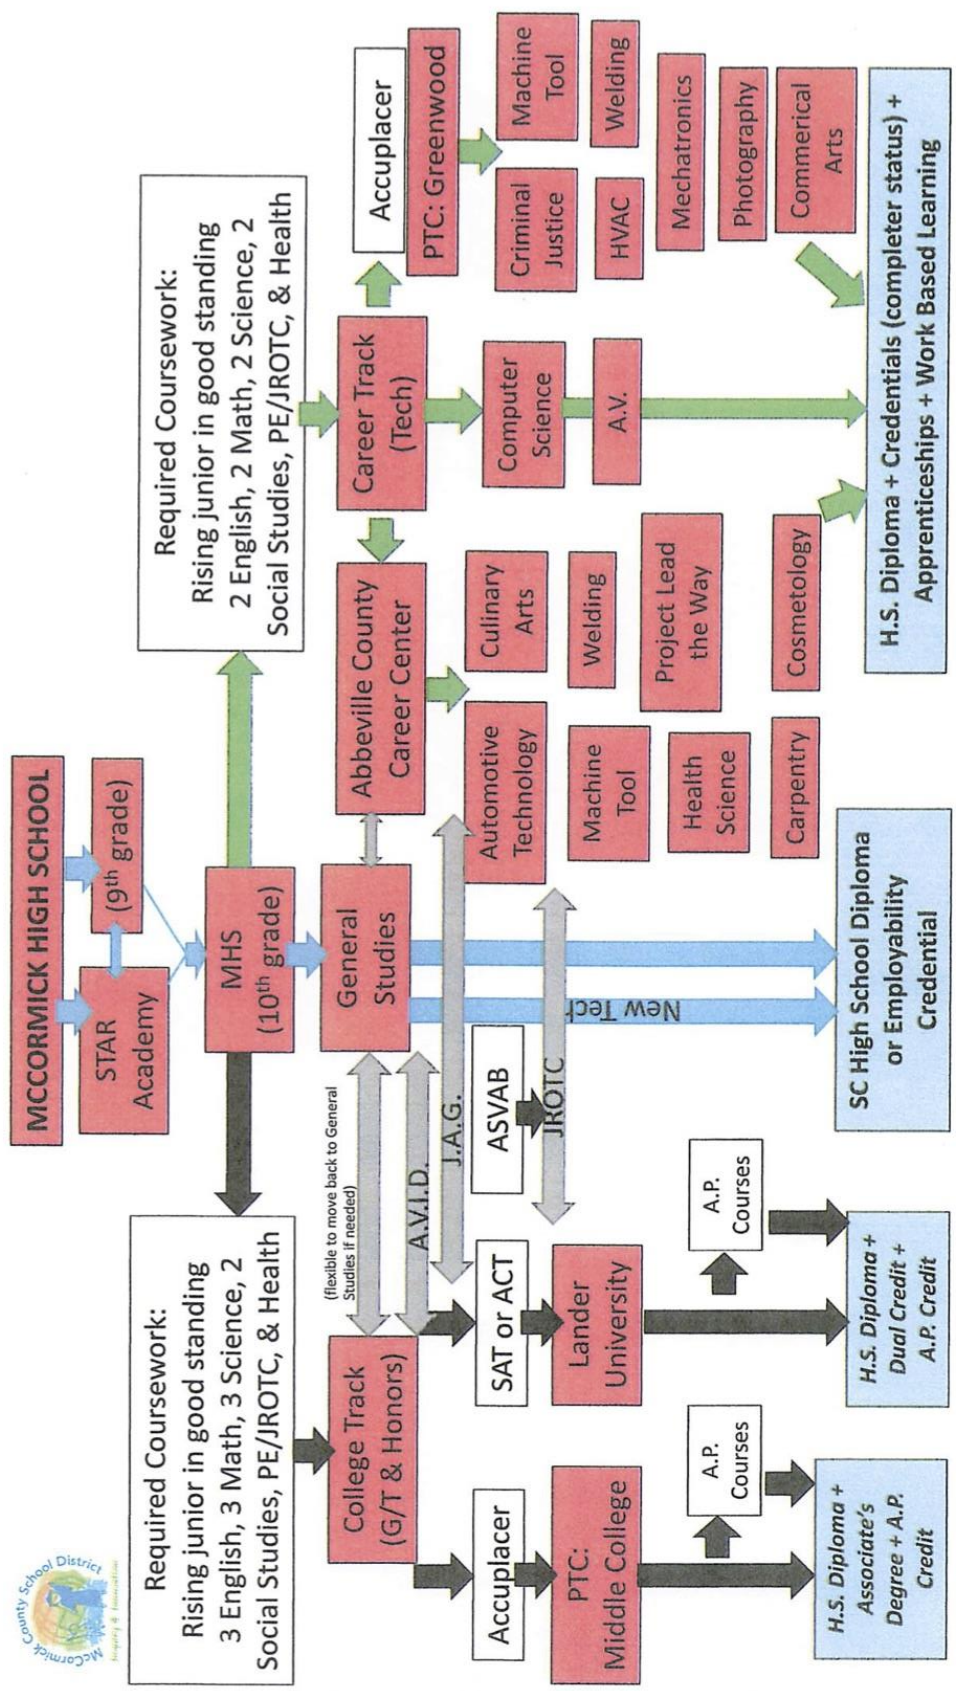 McCormick County School District
MCCORMICK HIGH SCHOOL
STAR
Academy
(9th grade)
MHS
(10th grade)
Required Coursework:
Rising junior in good standing
3 English, 3 Math, 3 Science, 2
Social Studies, PE/JROTC, & Health
Required Coursework:
Rising junior in good standing
2 English, 2 Math, 2 Science, 2
Social Studies, PE/JROTC, & Health
College Track
(G/T & Honors)
(flexible to move back to General
Studies if needed)
A.V.I.D.
J.A.G.
General
Studies
Abbeville County
Career Center
Career Track
(Tech)
Accuplacer
PTC: Greenwood
Accuplacer
SAT or ACT
ASVAB
JROTC
New Tech
PTC:
Middle College
Lander
University
A.P.
Courses
A.P.
Courses
Automotive
Technology
Culinary
Arts
Machine
Tool
Welding
Health
Science
Project Lead
the Way
Carpentry
Cosmetology
Computer
Science
A.V.
Criminal
Justice
Machine
Tool
HVAC
Welding
Mechatronics
Photography
Commerical
Arts
H.S. Diploma +
Associate's
Degree + A.P.
Credit
H.S. Diploma +
Dual Credit +
A.P. Credit
SC High School Diploma
or Employability
Credential
H.S. Diploma + Credentials (completer status) +
Apprenticeships + Work Based Learning